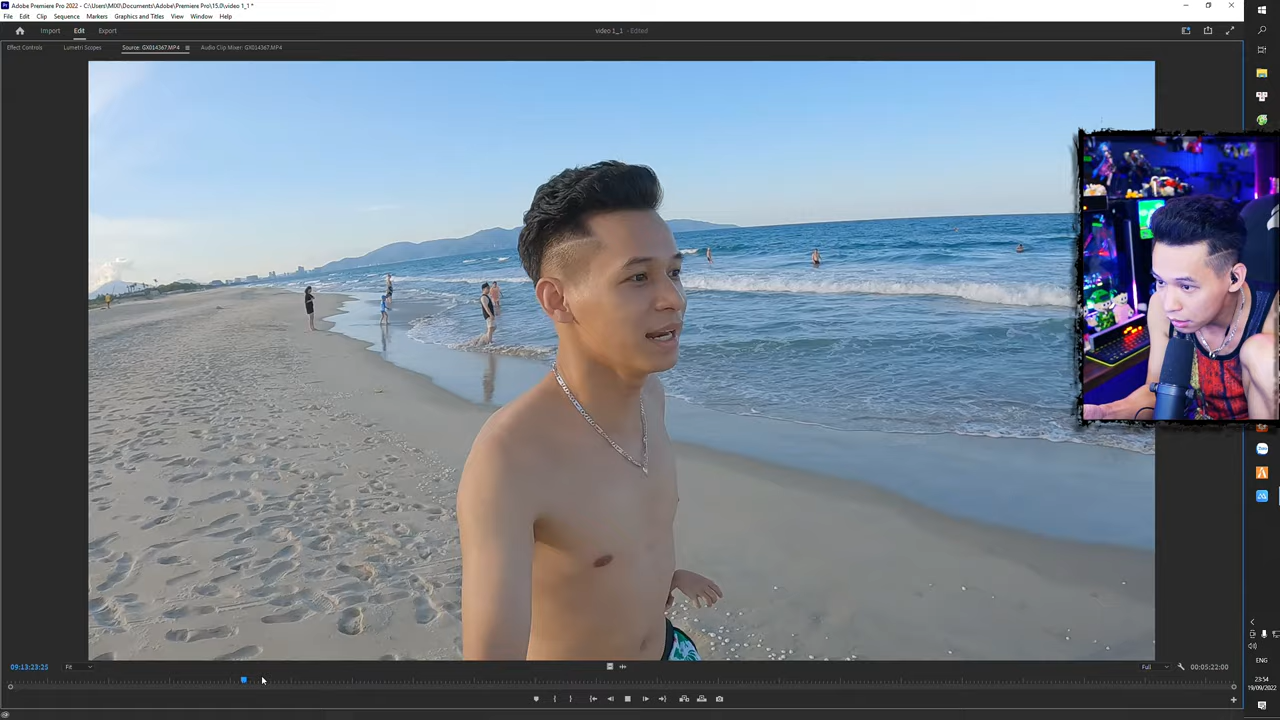 Adobe Premiere Pro 2022 - C:\Users\MIXI\Documents\Adobe\Premiere Pro\15.0\video 1_1 *
File Edit Clip Sequence Markers Graphics and Titles View Window Help
Import Edit Export
video 1_1 - Edited
Effect Controls Lumetri Scopes Source: GX014367.MP4 Audio Clip Mixer: GX014367.MP4
09:13:23:25 Fit Full 00:05:22:00
ENG
23:54
19/09/2022